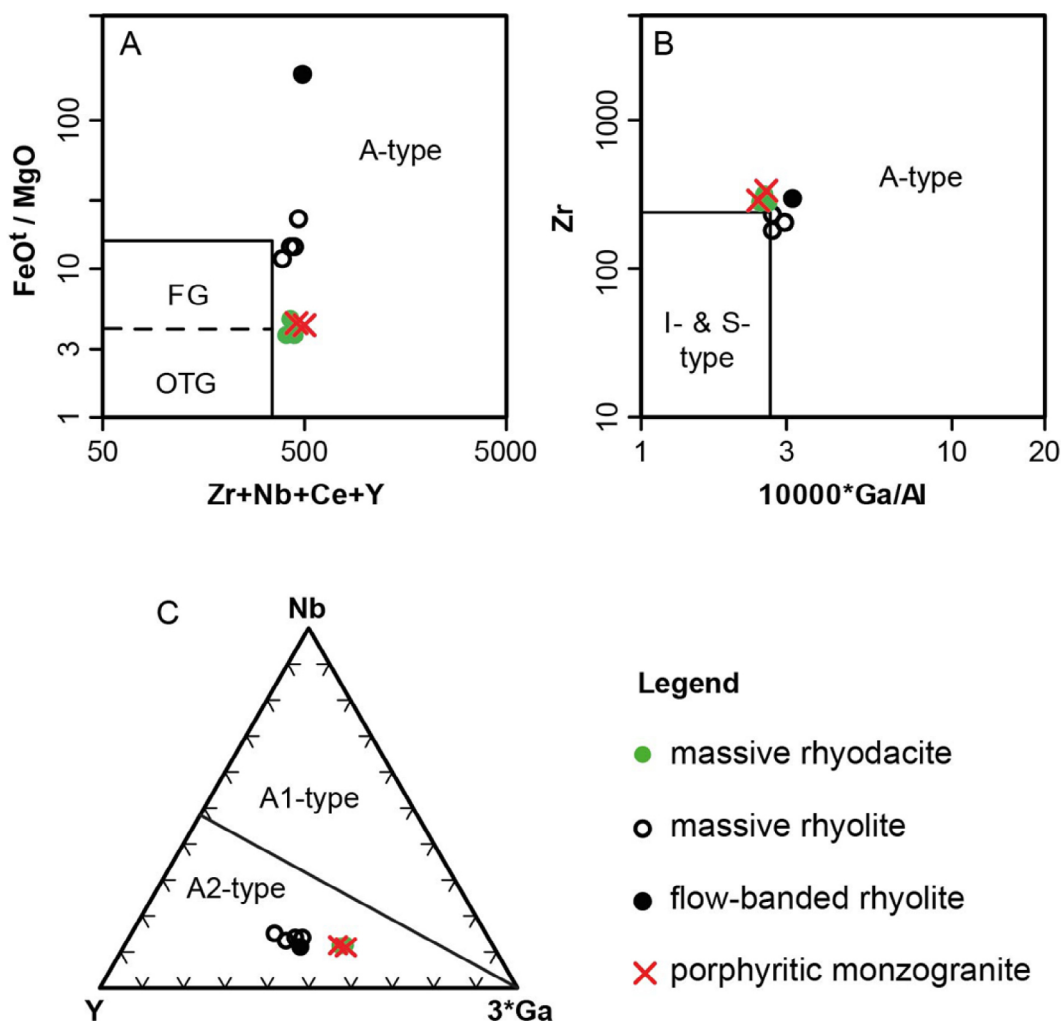 A
B
FeOᵗ / MgO
100
10
3
1
A-type
FG
OTG
50
500
5000
Zr+Nb+Ce+Y
Zr
1000
100
10
A-type
I- & S-
type
1
3
10
20
10000*Ga/Al
C
Nb
A1-type
A2-type
Y
3*Ga
Legend
massive rhyodacite
massive rhyolite
flow-banded rhyolite
porphyritic monzogranite